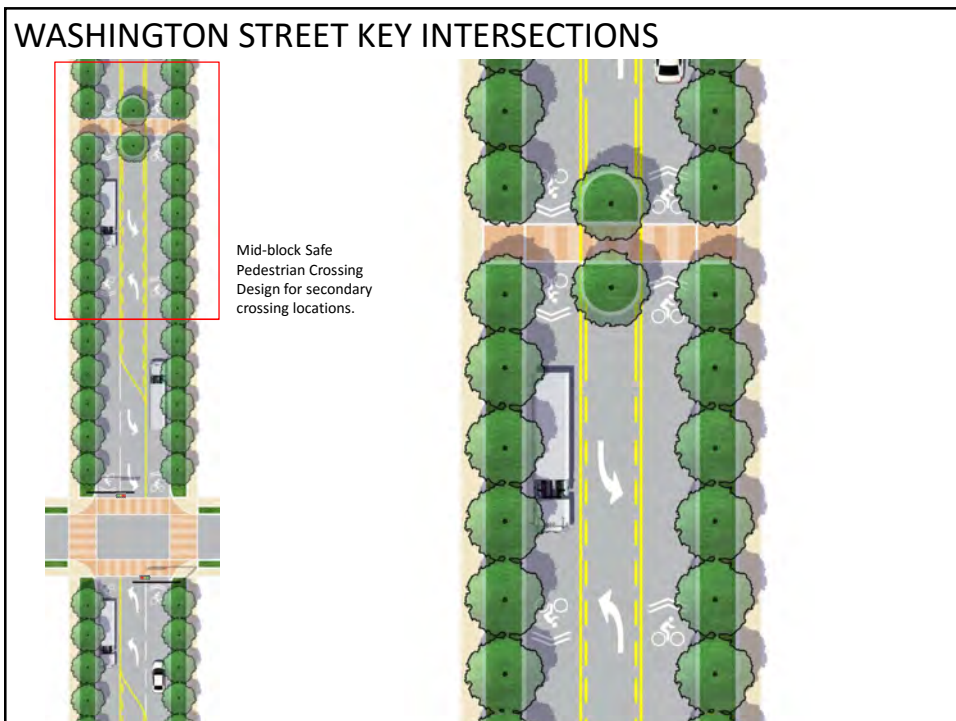 WASHINGTON STREET KEY INTERSECTIONS
Mid-block Safe
Pedestrian Crossing
Design for secondary
crossing locations.